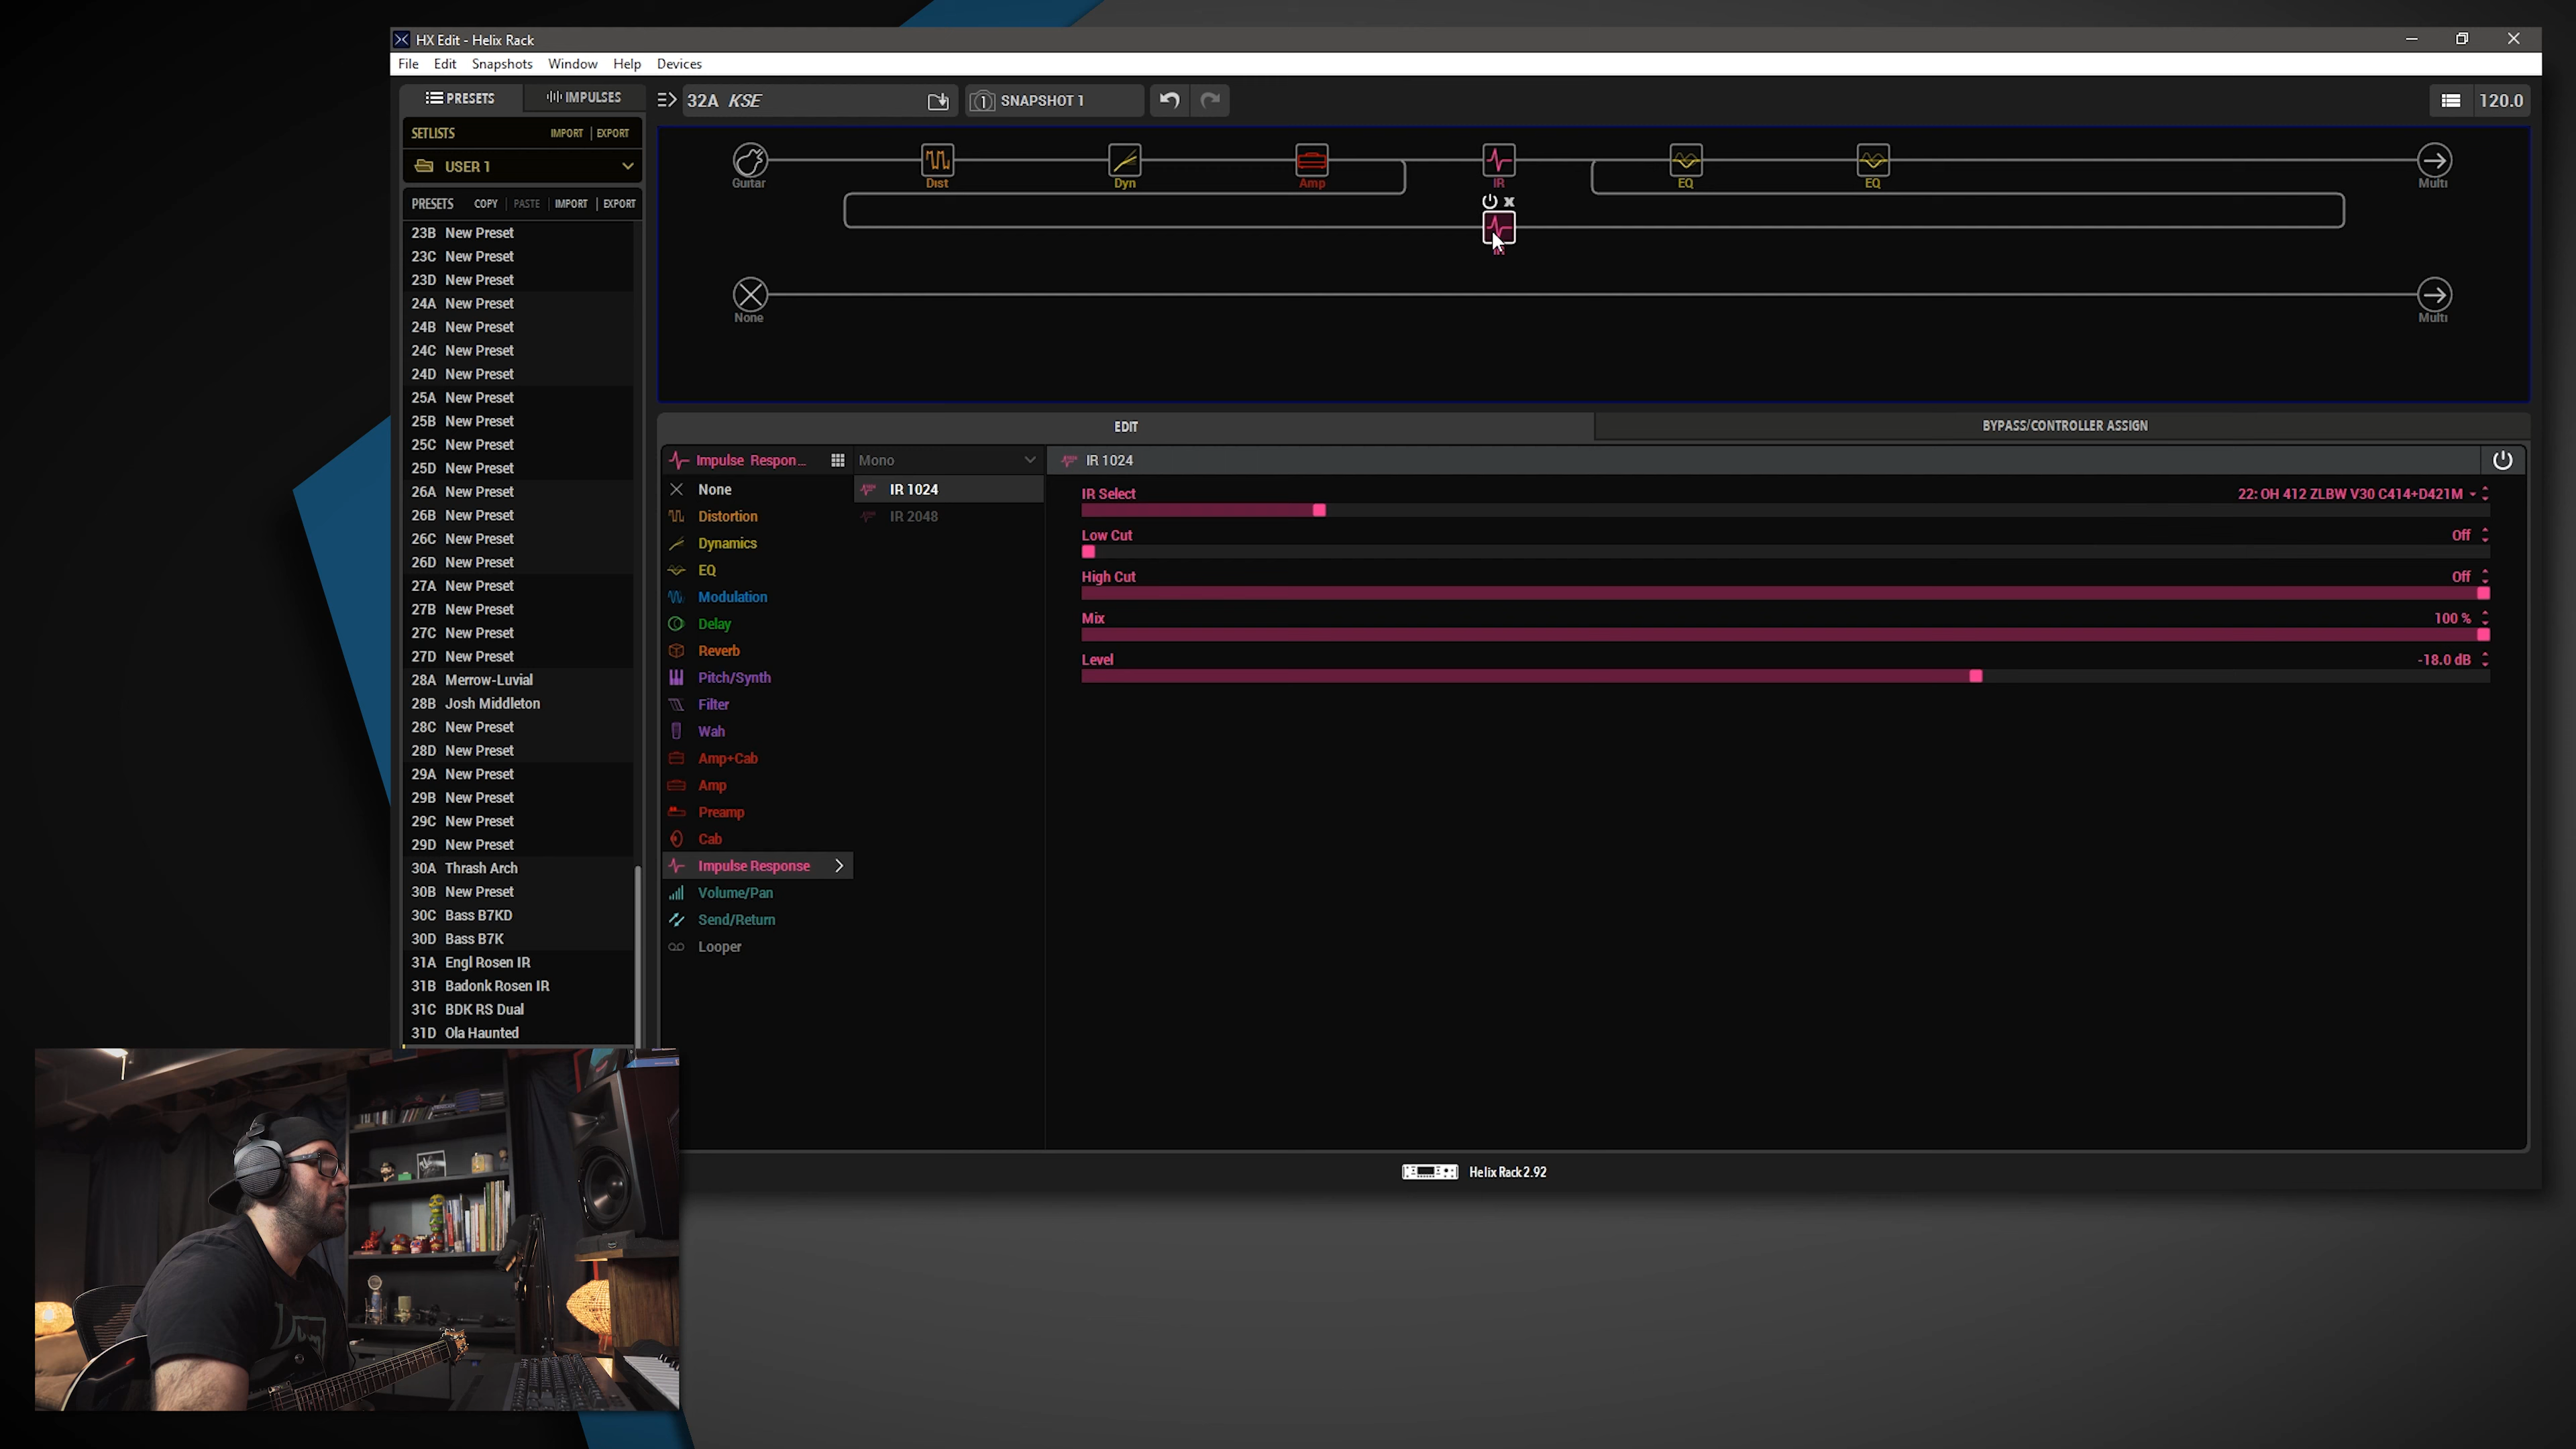 HX Edit - Helix Rack
File Edit Snapshots Window Help Devices
PRESETS IMPULSES
32A KSE
1 SNAPSHOT 1
120.0
SETLISTS IMPORT | EXPORT
USER 1
PRESETS COPY | PASTE | IMPORT | EXPORT
23B New Preset
23C New Preset
23D New Preset
24A New Preset
24B New Preset
24C New Preset
24D New Preset
25A New Preset
25B New Preset
25C New Preset
25D New Preset
26A New Preset
26B New Preset
26C New Preset
26D New Preset
27A New Preset
27B New Preset
27C New Preset
27D New Preset
28A Merrow-Luvial
28B Josh Middleton
28C New Preset
28D New Preset
29A New Preset
29B New Preset
29C New Preset
29D New Preset
30A Thrash Arch
30B New Preset
30C Bass B7KD
30D Bass B7K
31A Engl Rosen IR
31B Badonk Rosen IR
31C BDK RS Dual
31D Ola Haunted
Guitar Dist Dyn Amp IR EQ EQ Multi
IR
None Multi
EDIT BYPASS/CONTROLLER ASSIGN
Impulse Respon... Mono
None
Distortion
Dynamics
EQ
Modulation
Delay
Reverb
Pitch/Synth
Filter
Wah
Amp+Cab
Amp
Preamp
Cab
Impulse Response
Volume/Pan
Send/Return
Looper
IR 1024
IR 2048
IR 1024
IR Select 22: OH 412 ZLBW V30 C414+D421M
Low Cut Off
High Cut Off
Mix 100 %
Level -18.0 dB
Helix Rack 2.92